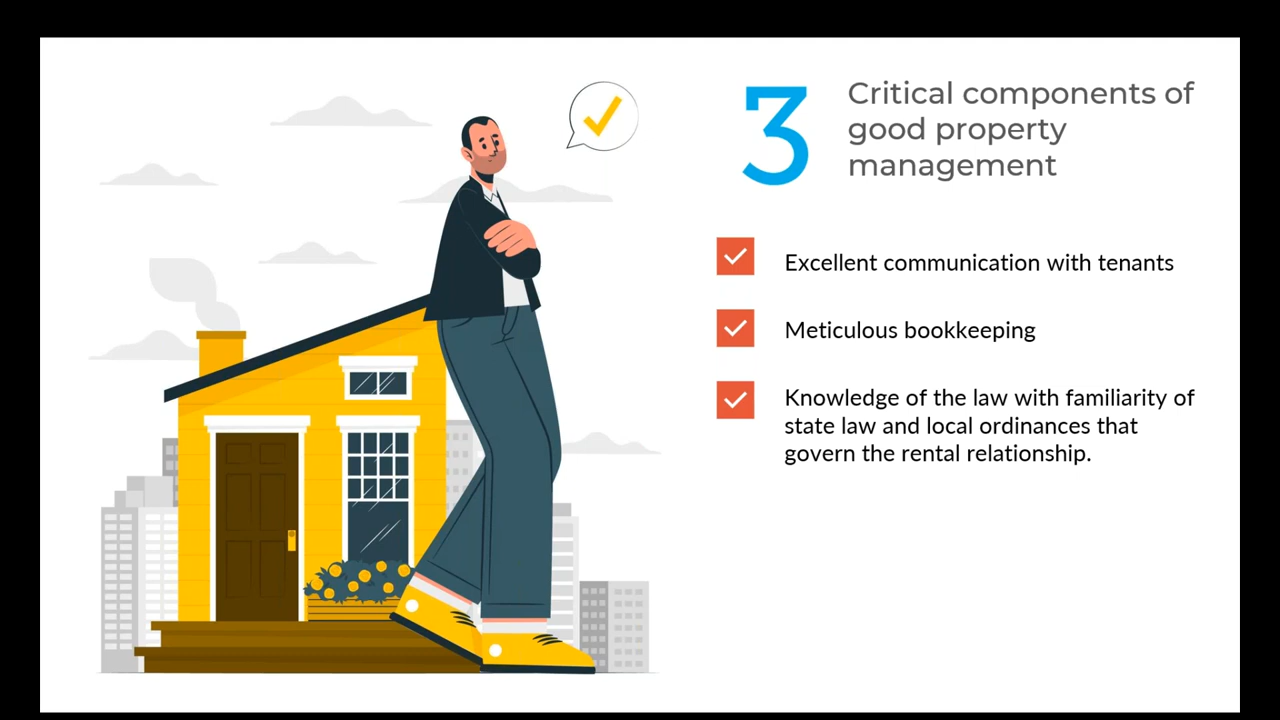 3
Critical components of
good property
management
Excellent communication with tenants
Meticulous bookkeeping
Knowledge of the law with familiarity of
state law and local ordinances that
govern the rental relationship.